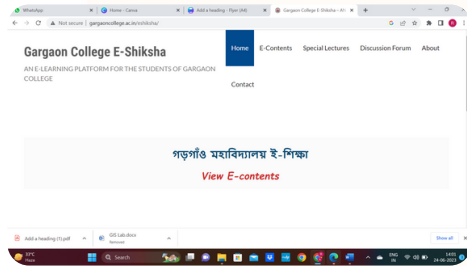 WhatsApp
Home - Canva
Add a heading - Flyer (A4)
Gargaon College E-Shiksha - AN
Not secure
gargaoncollege.ac.in/eshiksha/
Gargaon College E-Shiksha
AN E-LEARNING PLATFORM FOR THE STUDENTS OF GARGAON
COLLEGE
Home
E-Contents
Special Lectures
Discussion Forum
About
Contact
গড়গাঁও মহাবিদ্যালয় ই-শিক্ষা
View E-contents
Add a heading (1).pdf
GIS Lab.docx
Removed
Show all
33°C
Haze
Search
ENG
IN
14:01
24-06-2023